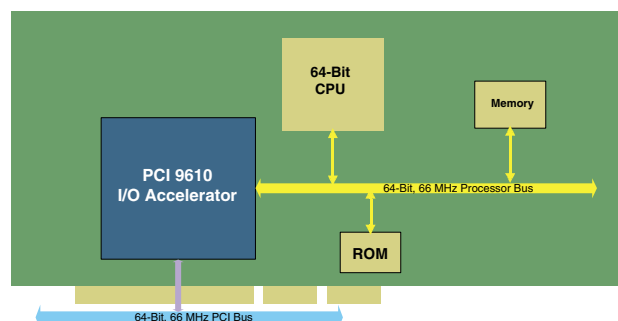 64-Bit
CPU
Memory
PCI 9610
I/O Accelerator
64-Bit, 66 MHz Processor Bus
ROM
64-Bit, 66 MHz PCI Bus